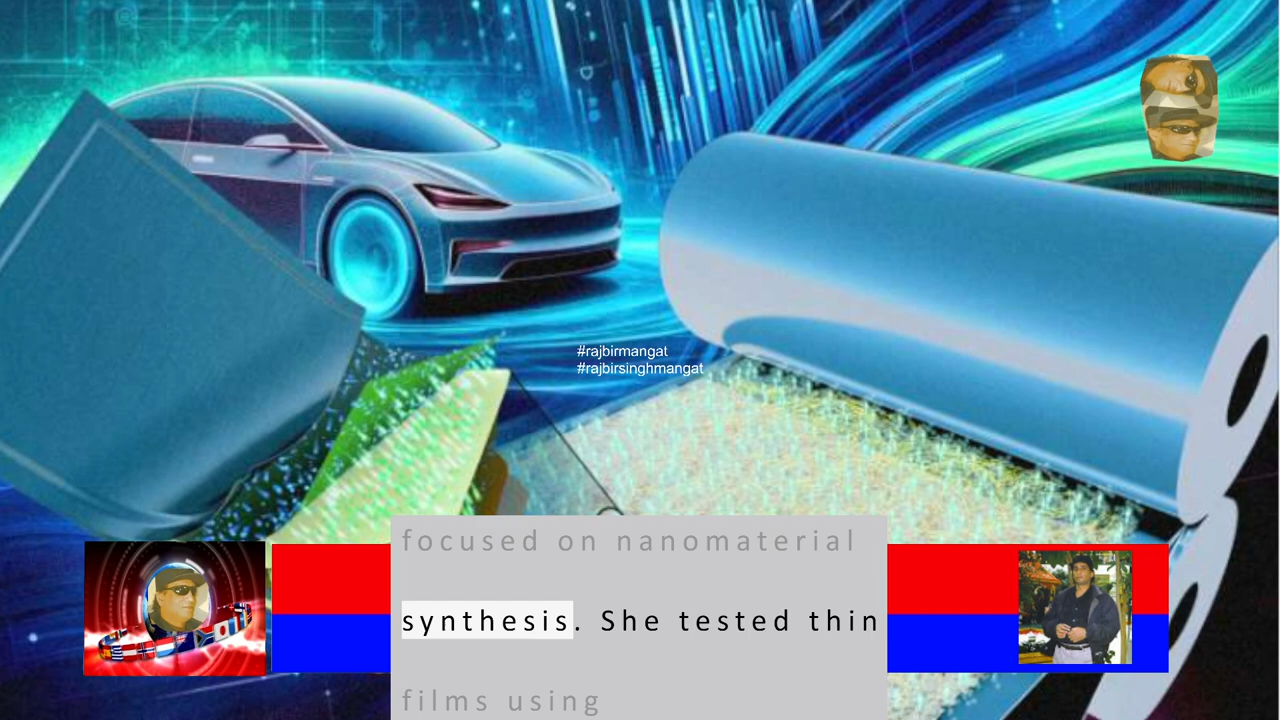 #rajbirmangat
#rajbirsinghmangat
focused on nanomaterial
synthesis. She tested thin
films using